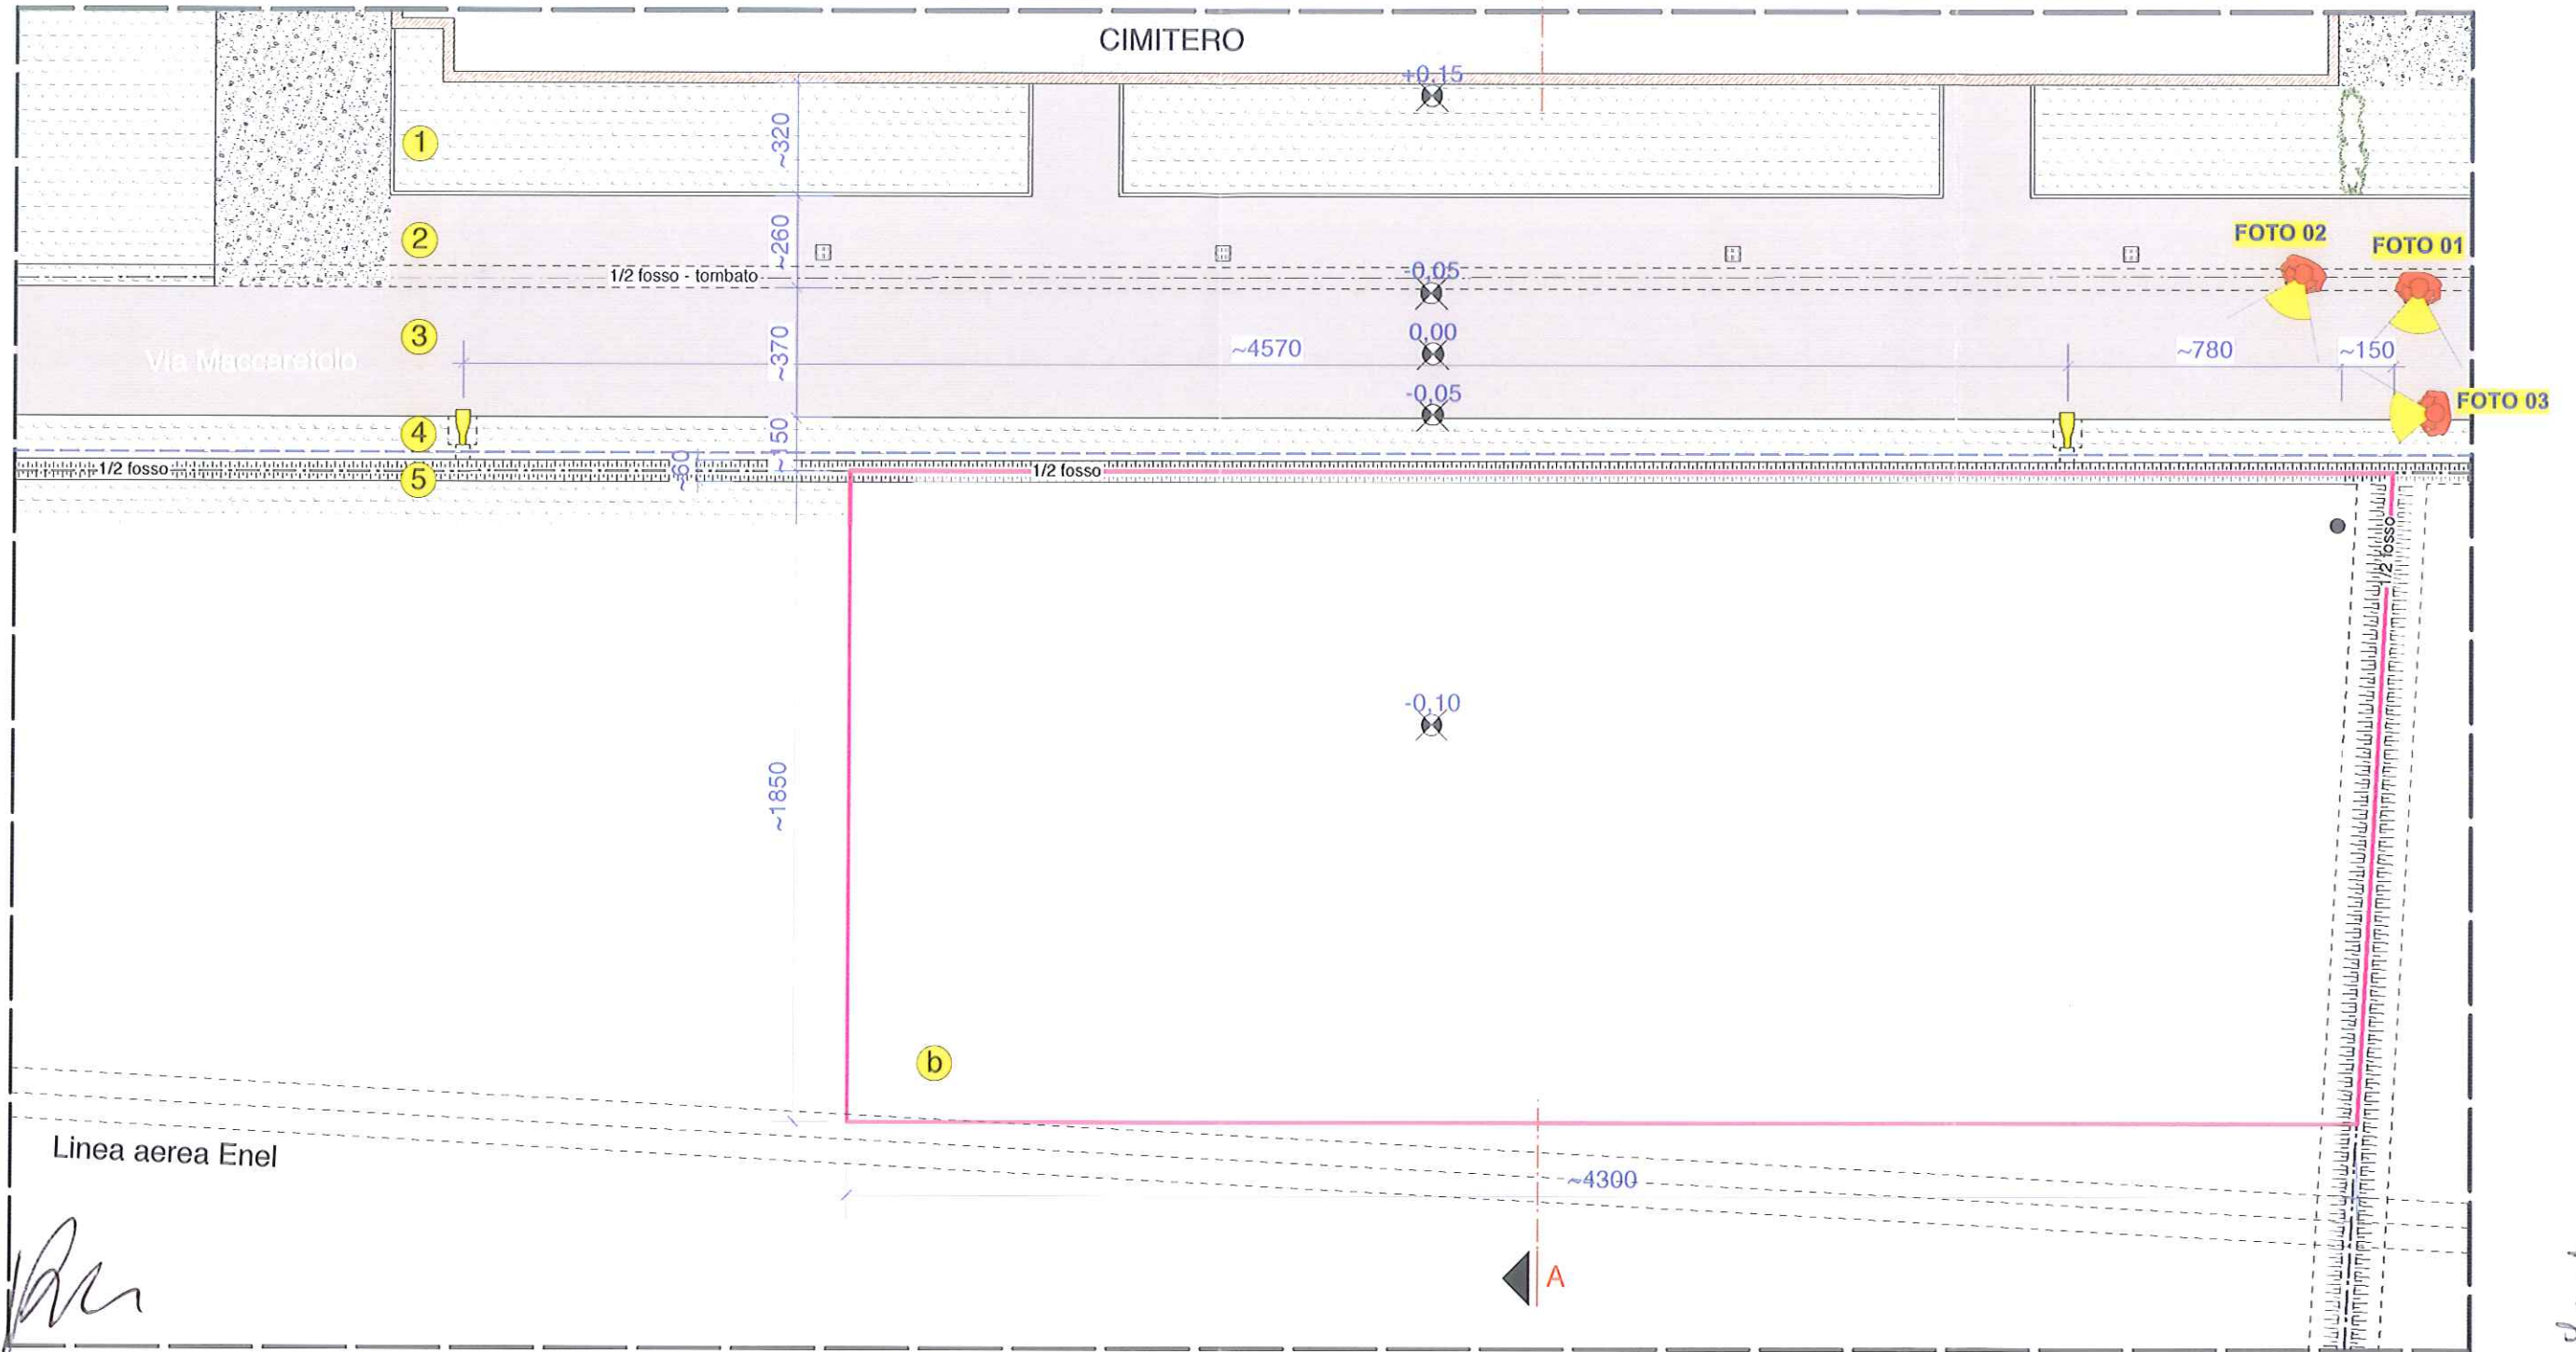 CIMITERO
+0,15
1
~320
2
~260
FOTO 02
FOTO 01
1/2 fosso - tombato
-0,05
3
~370
0,00
Via Maccaretolo
~4570
~780
~150
-0,05
FOTO 03
4
~150
1/2 fosso
~60
1/2 fosso
5
1/2 fosso
-0,10
~1850
b
Linea aerea Enel
~4300
A